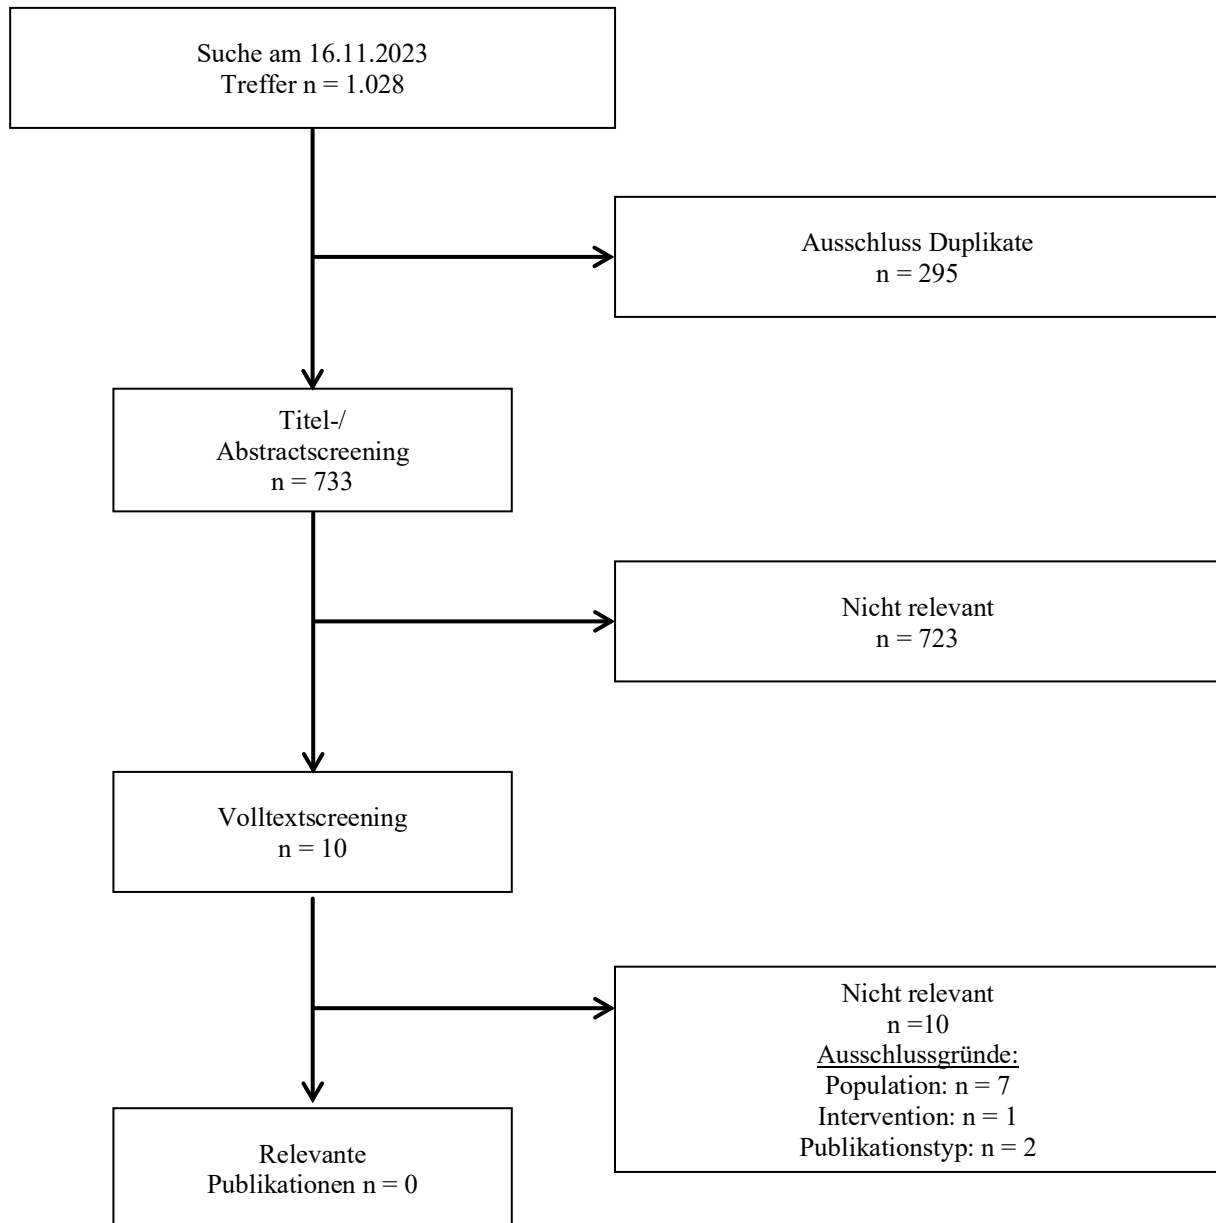 Suche am 16.11.2023
Treffer n = 1.028
Ausschluss Duplikate
n = 295
Titel-/
Abstractscreening
n = 733
Nicht relevant
n = 723
Volltextscreening
n = 10
Nicht relevant
n =10
Ausschlussgründe:
Population: n = 7
Intervention: n = 1
Publikationstyp: n = 2
Relevante
Publikationen n = 0